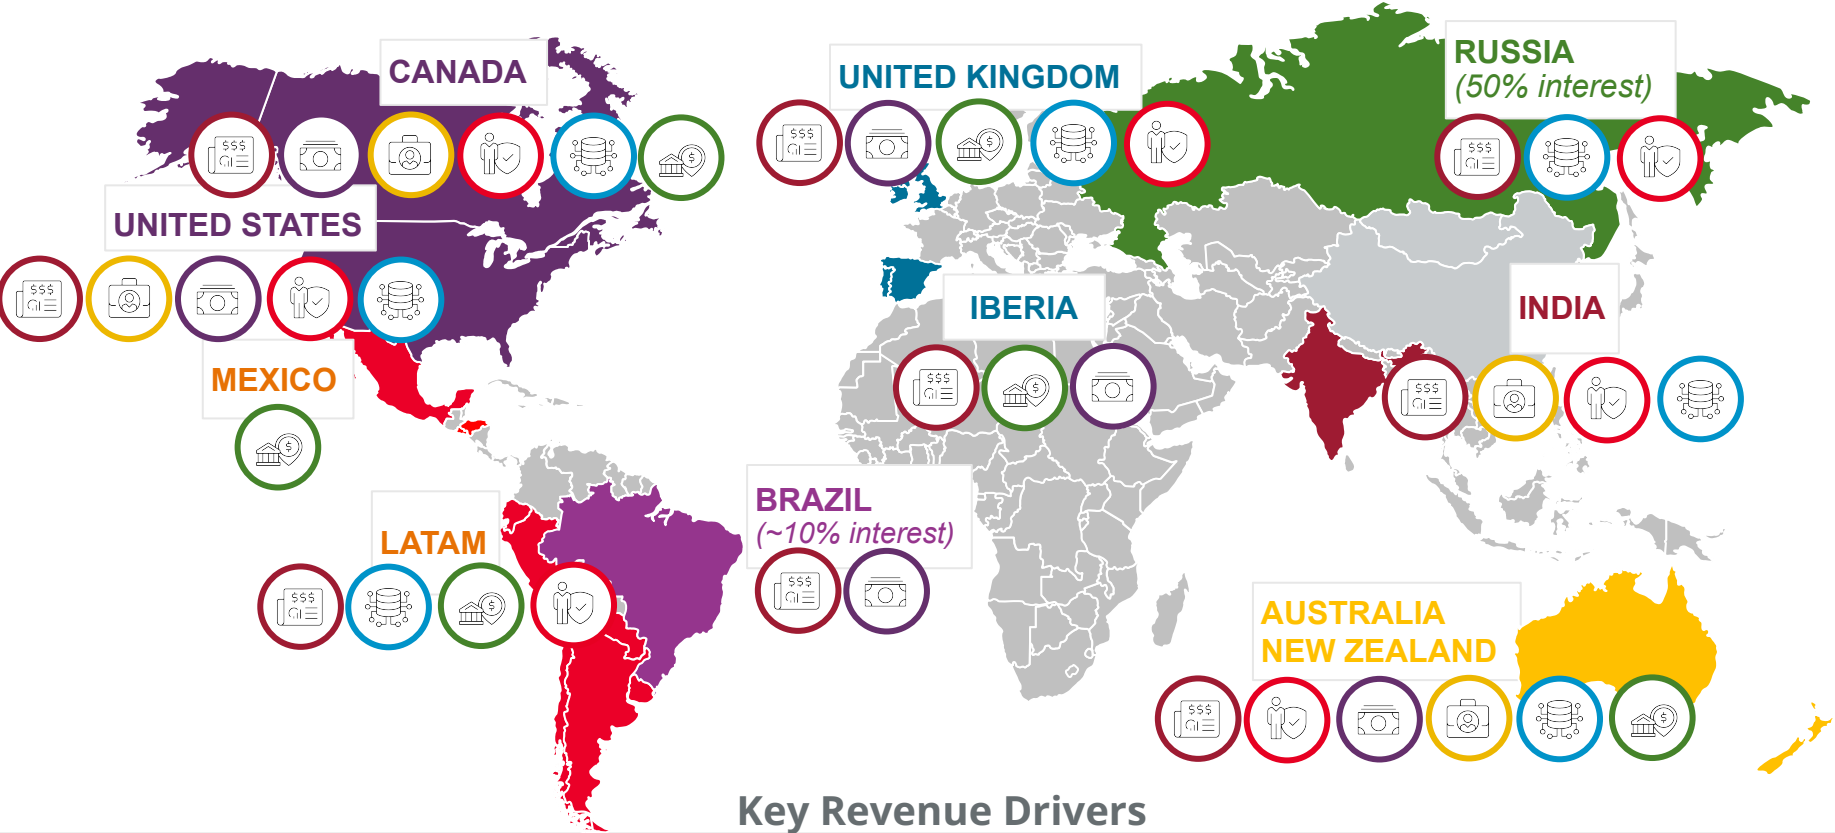 CANADA
UNITED KINGDOM
RUSSIA
(50% interest)
$$$
$
$$$
$
$$$
UNITED STATES
$$$
IBERIA
INDIA
MEXICO
$$$
$
$$$
$
BRAZIL
(~10% interest)
LATAM
$$$
$
$$$
AUSTRALIA
NEW ZEALAND
$$$
$
Key Revenue Drivers